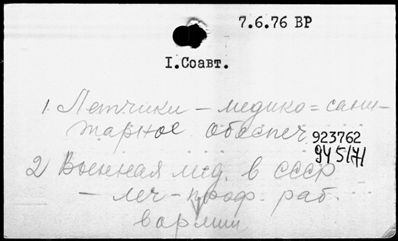 7.6.76 ВР
I.Соавт.
1. Летчики – медико=сани-
тарное обеспеч.
923762
945/71
2 Военная мед. в СССР
– леч-проф. раб.
в армии